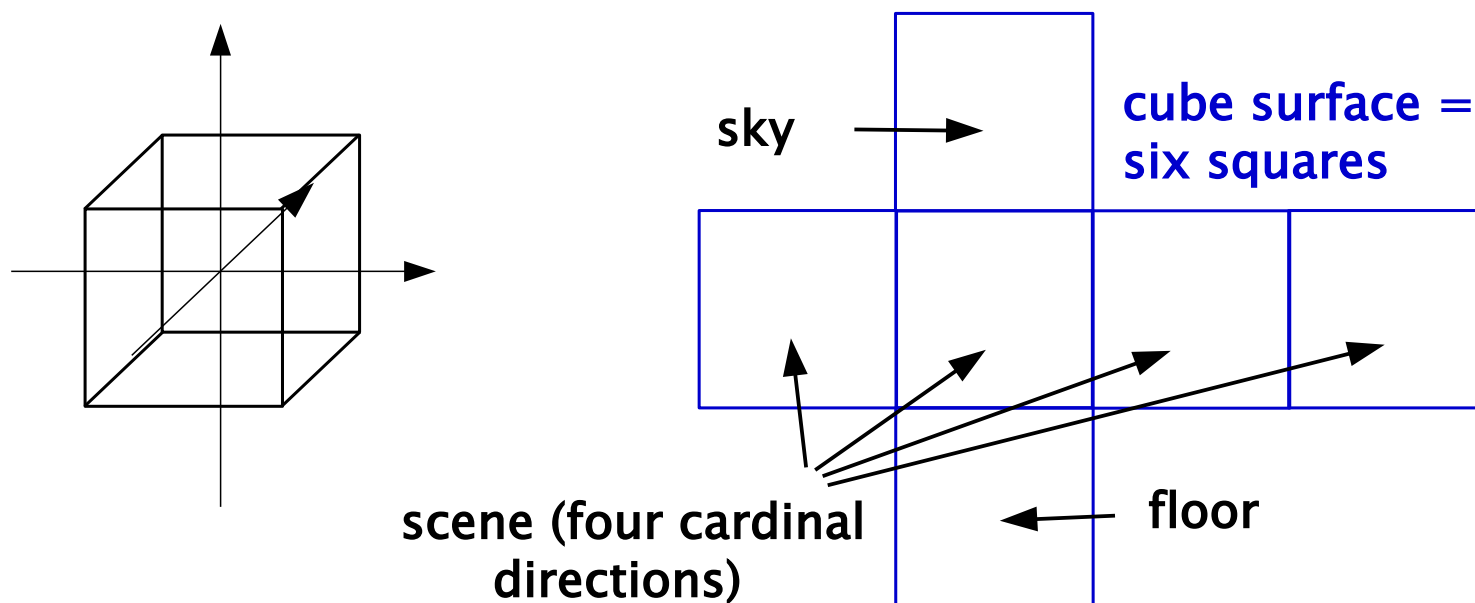 sky
cube surface =
six squares
scene (four cardinal
directions)
floor